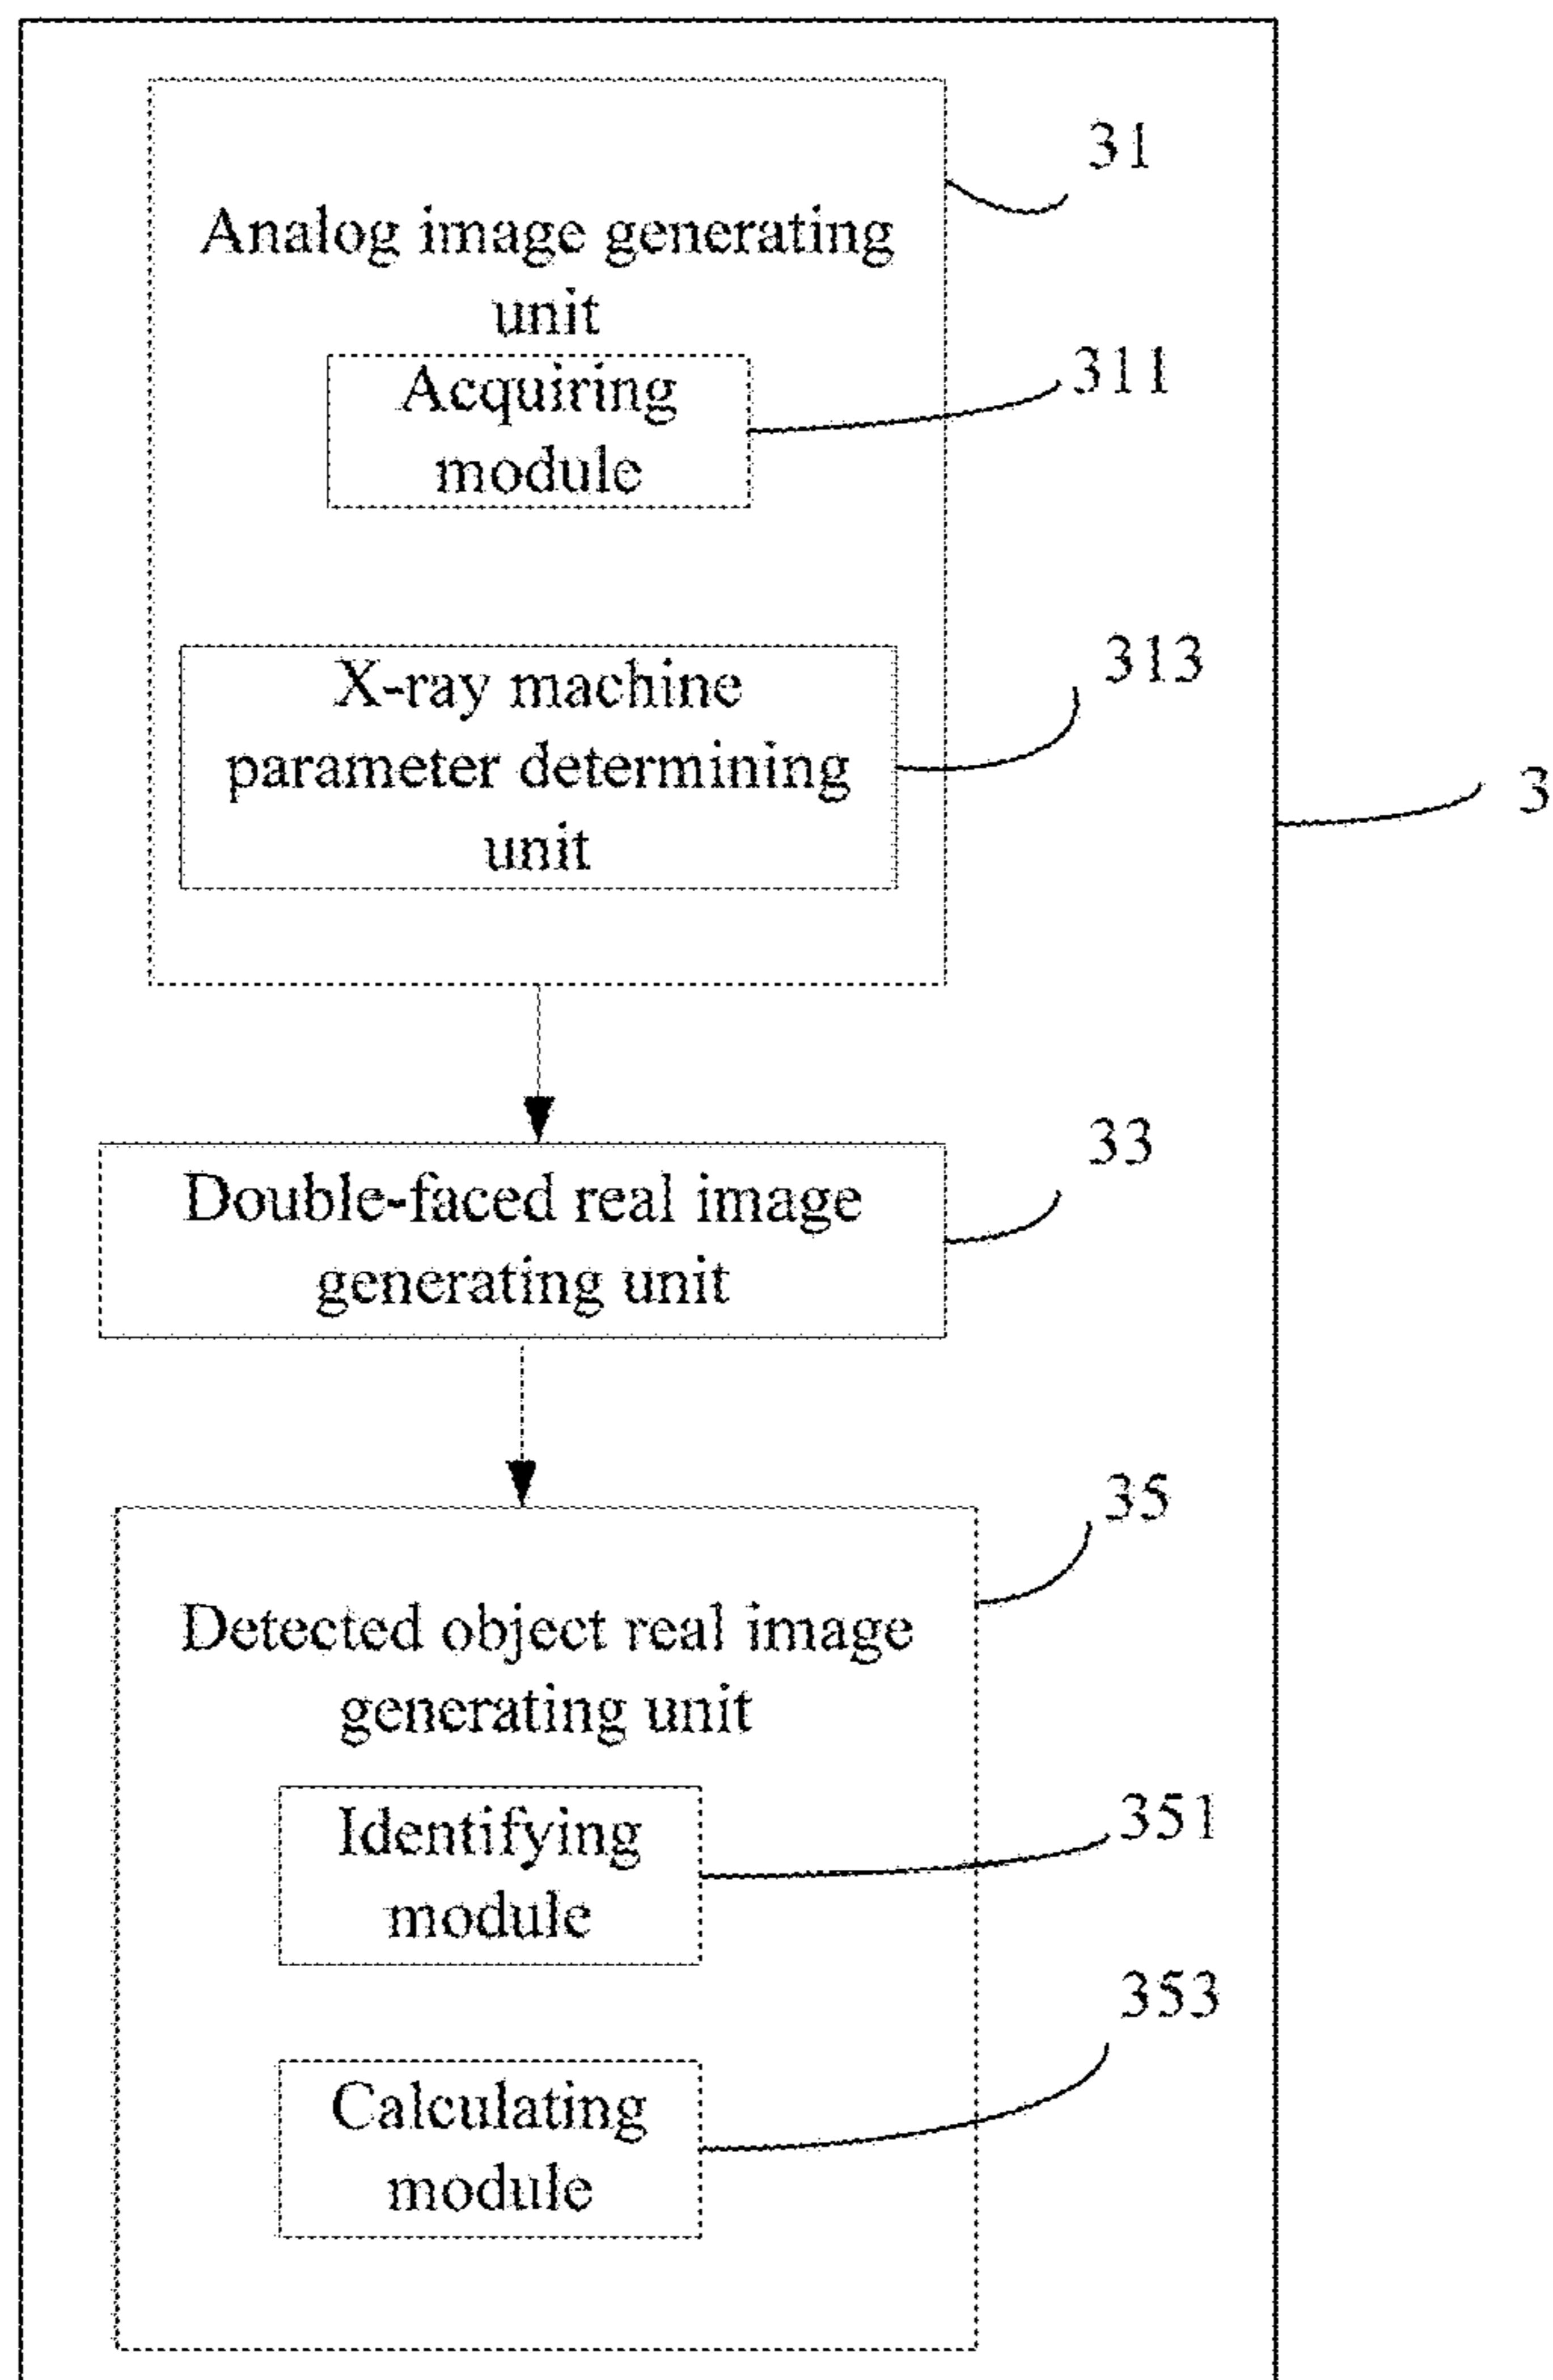 31
Analog image generating
unit
Acquiring
module
311
X-ray machine
parameter determining
unit
313
3
33
Double-faced real image
generating unit
35
Detected object real image
generating unit
Identifying
module
351
353
Calculating
module